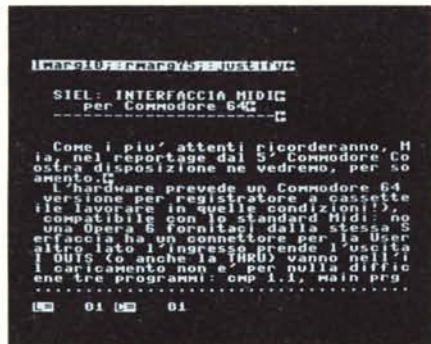 lmarg10;:rmarg75;:justify
SIEL: INTERFACCIA MIDI
per Commodore 64
------------------------
Come i piu' attenti ricorderanno, M
ia, nel reportage dal 5' Commodore Co
ostra disposizione ne vedremo, per so
amento.
L'hardware prevede un Commodore 64
versione per registratore a cassette
ile lavorare in quelle condizioni!),
compatibile con lo standard Midi: no
una Opera 6 fornitaci dalla stessa S
erfaccia ha un connettore per la User
altro lato l'ingresso prende l'uscita
I OUTS (o anche la THRU) vanno nell'i
l caricamento non e' per nulla diffic
ene tre programmi: cmp 1.1, main prg
L= 01 C= 01